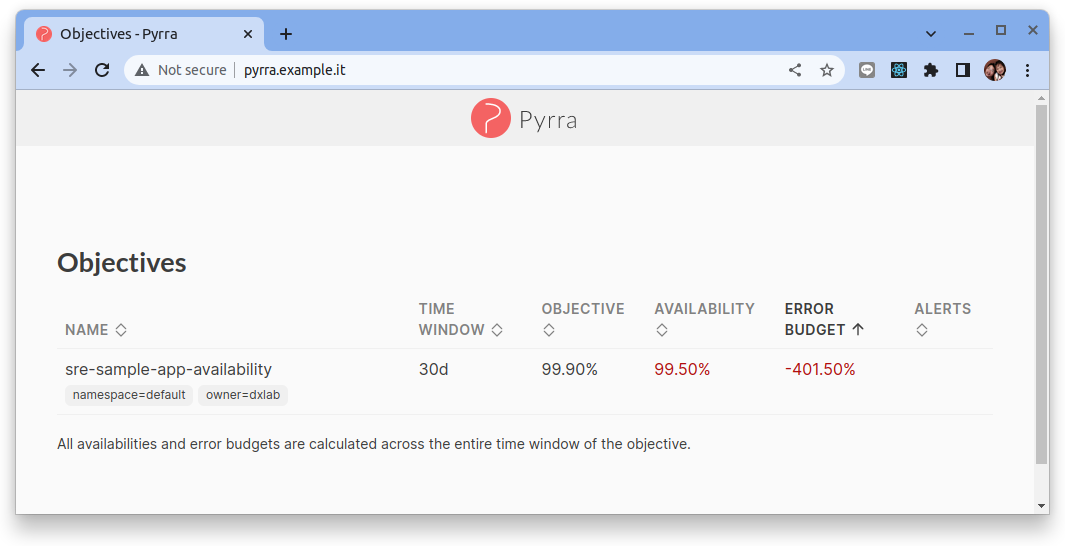 Objectives - Pyrra
Not secure pyrra.example.it
Pyrra
Objectives
NAME TIME WINDOW OBJECTIVE AVAILABILITY ERROR BUDGET ALERTS
sre-sample-app-availability 30d 99.90% 99.50% -401.50%
namespace=default owner=dxlab
All availabilities and error budgets are calculated across the entire time window of the objective.